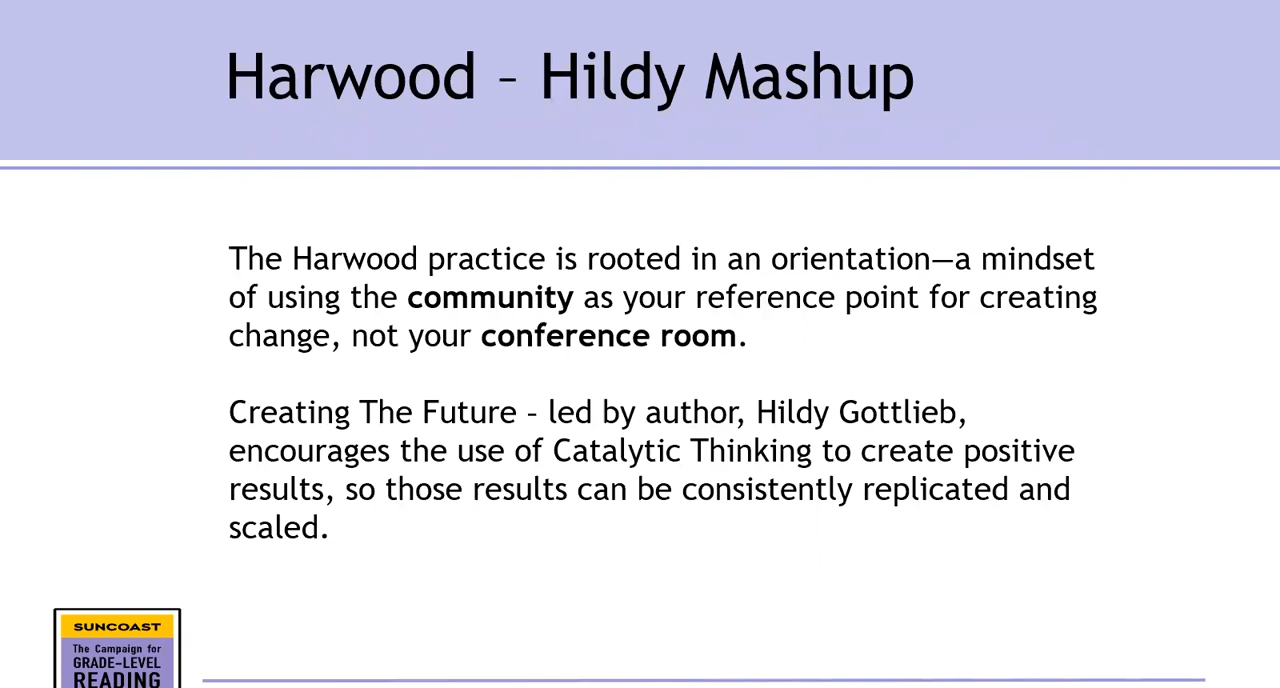 Harwood – Hildy Mashup
The Harwood practice is rooted in an orientation—a mindset
of using the community as your reference point for creating
change, not your conference room.
Creating The Future – led by author, Hildy Gottlieb,
encourages the use of Catalytic Thinking to create positive
results, so those results can be consistently replicated and
scaled.
SUNCOAST
The Campaign for
GRADE-LEVEL
READING